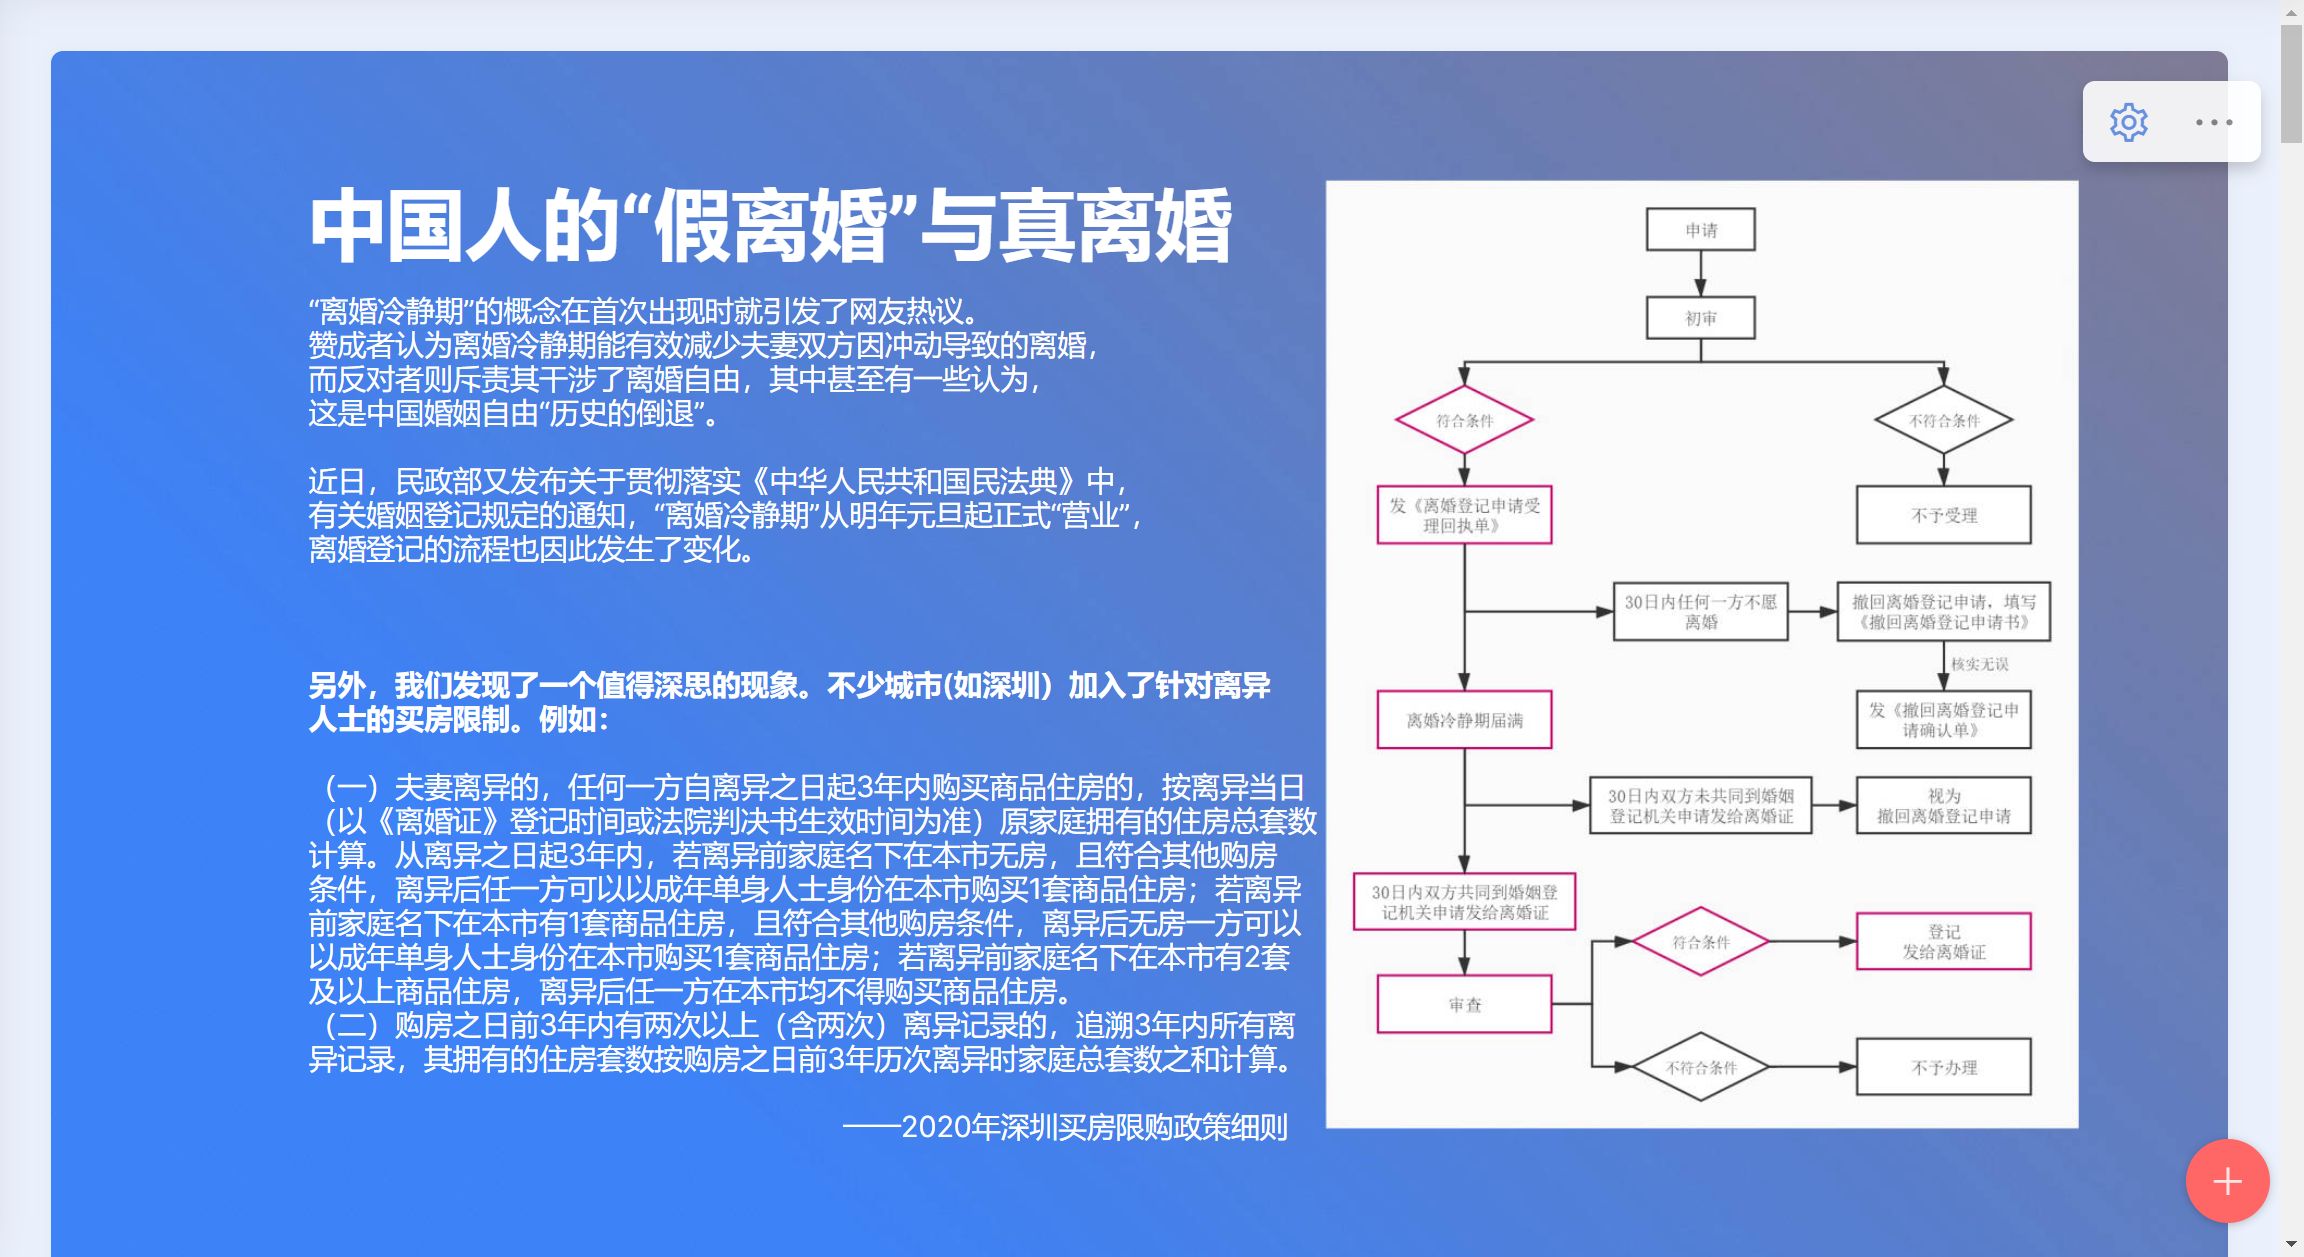 中国人的“假离婚”与真离婚
“离婚冷静期”的概念在首次出现时就引发了网友热议。
赞成者认为离婚冷静期能有效减少夫妻双方因冲动导致的离婚，
而反对者则斥责其干涉了离婚自由，其中甚至有一些认为，
这是中国婚姻自由“历史的倒退”。
近日，民政部又发布关于贯彻落实《中华人民共和国民法典》中，
有关婚姻登记规定的通知，“离婚冷静期”从明年元旦起正式“营业”，
离婚登记的流程也因此发生了变化。
另外，我们发现了一个值得深思的现象。不少城市(如深圳）加入了针对离异
人士的买房限制。例如：
（一）夫妻离异的，任何一方自离异之日起3年内购买商品住房的，按离异当日
（以《离婚证》登记时间或法院判决书生效时间为准）原家庭拥有的住房总套数
计算。从离异之日起3年内，若离异前家庭名下在本市无房，且符合其他购房
条件，离异后任一方可以以成年单身人士身份在本市购买1套商品住房；若离异
前家庭名下在本市有1套商品住房，且符合其他购房条件，离异后无房一方可以
以成年单身人士身份在本市购买1套商品住房；若离异前家庭名下在本市有2套
及以上商品住房，离异后任一方在本市均不得购买商品住房。
（二）购房之日前3年内有两次以上（含两次）离异记录的，追溯3年内所有离
异记录，其拥有的住房套数按购房之日前3年历次离异时家庭总套数之和计算。
——2020年深圳买房限购政策细则
申请
初审
符合条件
不符合条件
发《离婚登记申请受
理回执单》
不予受理
30日内任何一方不愿
离婚
撤回离婚登记申请，填写
《撤回离婚登记申请书》
核实无误
离婚冷静期届满
发《撤回离婚登记申
请确认单》
30日内双方未共同到婚姻
登记机关申请发给离婚证
视为
撤回离婚登记申请
30日内双方共同到婚姻登
记机关申请发给离婚证
符合条件
登记
发给离婚证
审查
不符合条件
不予办理